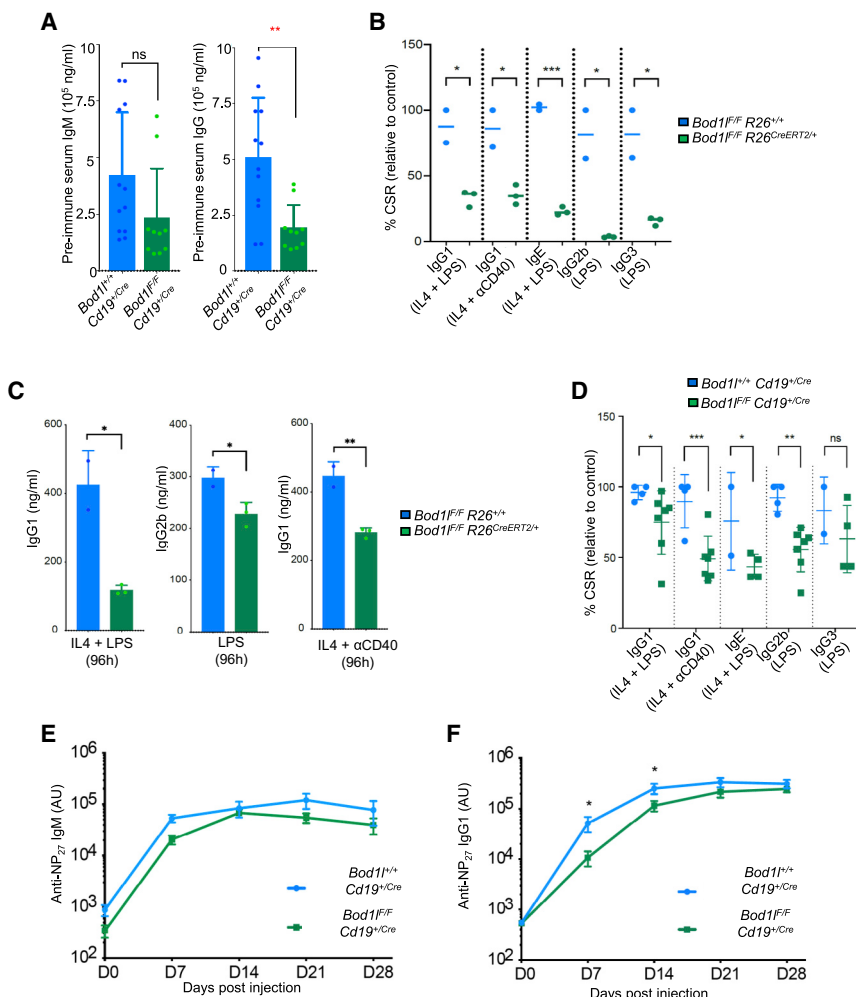 A
Pre-immune serum IgM (10⁵ ng/ml)
10
7.5
5
2.5
0
ns
Bod1l+/+
Cd19+/Cre
Bod1lF/F
Cd19+/Cre
Pre-immune serum IgG (10⁵ ng/ml)
10
7.5
5
2.5
0
**
Bod1l+/+
Cd19+/Cre
Bod1lF/F
Cd19+/Cre
B
% CSR (relative to control)
150
100
50
0
*
*
***
*
*
IgG1
(IL4 + LPS)
IgG1
(IL4 + αCD40)
IgE
(IL4 + LPS)
IgG2b
(LPS)
IgG3
(LPS)
Bod1lF/F R26+/+
Bod1lF/F R26CreERT2/+
C
IgG1 (ng/ml)
600
400
200
0
*
IL4 + LPS
(96h)
IgG2b (ng/ml)
400
300
200
100
0
*
LPS
(96h)
IgG1 (ng/ml)
600
400
200
0
**
IL4 + αCD40
(96h)
Bod1lF/F R26+/+
Bod1lF/F R26CreERT2/+
D
Bod1l+/+ Cd19+/Cre
Bod1lF/F Cd19+/Cre
% CSR (relative to control)
150
100
50
0
*
***
*
**
ns
IgG1
(IL4 + LPS)
IgG1
(IL4 + αCD40)
IgE
(IL4 + LPS)
IgG2b
(LPS)
IgG3
(LPS)
E
Anti-NP₂₇ IgM (AU)
10⁶
10⁵
10⁴
10³
10²
D0 D7 D14 D21 D28
Days post injection
Bod1l+/+
Cd19+/Cre
Bod1lF/F
Cd19+/Cre
F
Anti-NP₂₇ IgG1 (AU)
10⁶
10⁵
10⁴
10³
10²
*
*
D0 D7 D14 D21 D28
Days post injection
Bod1l+/+
Cd19+/Cre
Bod1lF/F
Cd19+/Cre